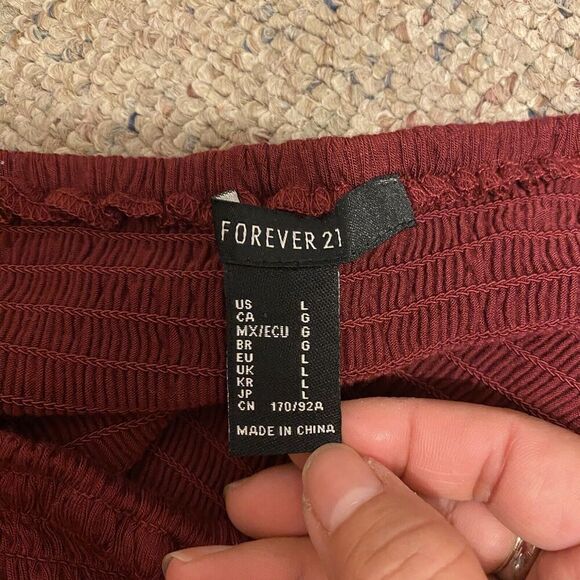 FOREVER 21
US L
CA G
MX/ECU G
BR G
EU L
UK L
KR L
JP L
CN 170/92A
MADE IN CHINA